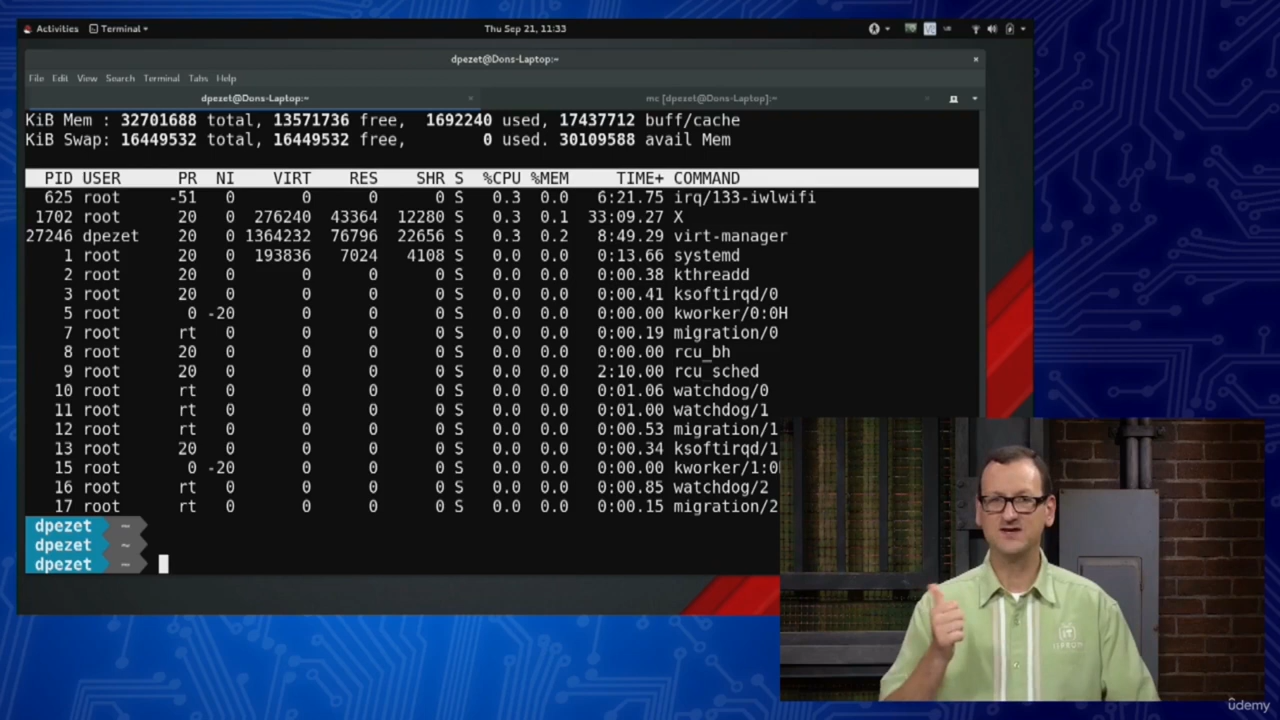 Activities Terminal Thu Sep 21, 11:33
dpezet@Dons-Laptop:~
File Edit View Search Terminal Tabs Help
dpezet@Dons-Laptop:~ mc [dpezet@Dons-Laptop]:~
KiB Mem : 32701688 total, 13571736 free, 1692240 used, 17437712 buff/cache
KiB Swap: 16449532 total, 16449532 free, 0 used. 30109588 avail Mem
PID USER PR NI VIRT RES SHR S %CPU %MEM TIME+ COMMAND
625 root -51 0 0 0 0 S 0.3 0.0 6:21.75 irq/133-iwlwifi
1702 root 20 0 276240 43364 12280 S 0.3 0.1 33:09.27 X
27246 dpezet 20 0 1364232 76796 22656 S 0.3 0.2 8:49.29 virt-manager
1 root 20 0 193836 7024 4108 S 0.0 0.0 0:13.66 systemd
2 root 20 0 0 0 0 S 0.0 0.0 0:00.38 kthreadd
3 root 20 0 0 0 0 S 0.0 0.0 0:00.41 ksoftirqd/0
5 root 0 -20 0 0 0 S 0.0 0.0 0:00.00 kworker/0:0H
7 root rt 0 0 0 0 S 0.0 0.0 0:00.19 migration/0
8 root 20 0 0 0 0 S 0.0 0.0 0:00.00 rcu_bh
9 root 20 0 0 0 0 S 0.0 0.0 2:10.00 rcu_sched
10 root rt 0 0 0 0 S 0.0 0.0 0:01.06 watchdog/0
11 root rt 0 0 0 0 S 0.0 0.0 0:01.00 watchdog/1
12 root rt 0 0 0 0 S 0.0 0.0 0:00.53 migration/1
13 root 20 0 0 0 0 S 0.0 0.0 0:00.34 ksoftirqd/1
15 root 0 -20 0 0 0 S 0.0 0.0 0:00.00 kworker/1:0
16 root rt 0 0 0 0 S 0.0 0.0 0:00.85 watchdog/2
17 root rt 0 0 0 0 S 0.0 0.0 0:00.15 migration/2
dpezet ~
dpezet ~
dpezet ~
udemy